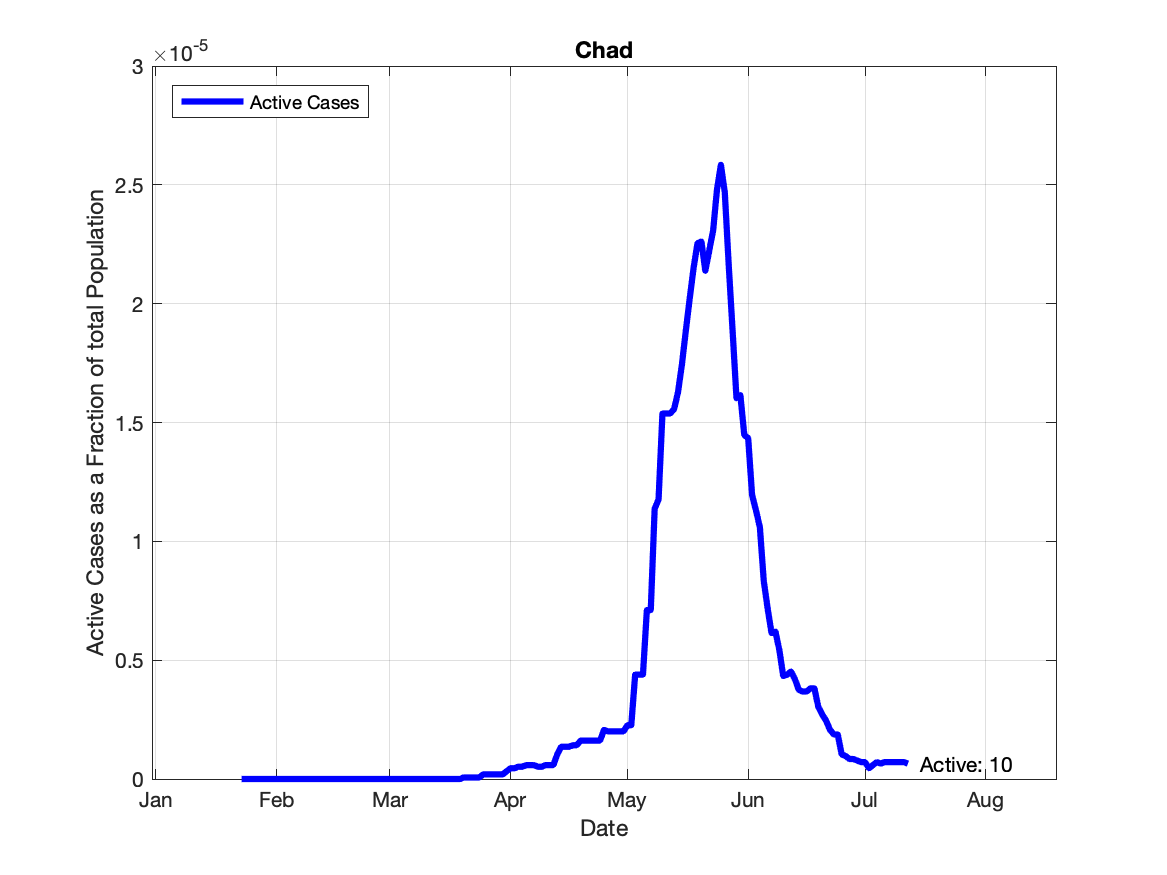 Chad
×10-5
Active Cases
3
2.5
2
1.5
1
0.5
0
Active Cases as a Fraction of total Population
Active: 10
Jan Feb Mar Apr May Jun Jul Aug
Date